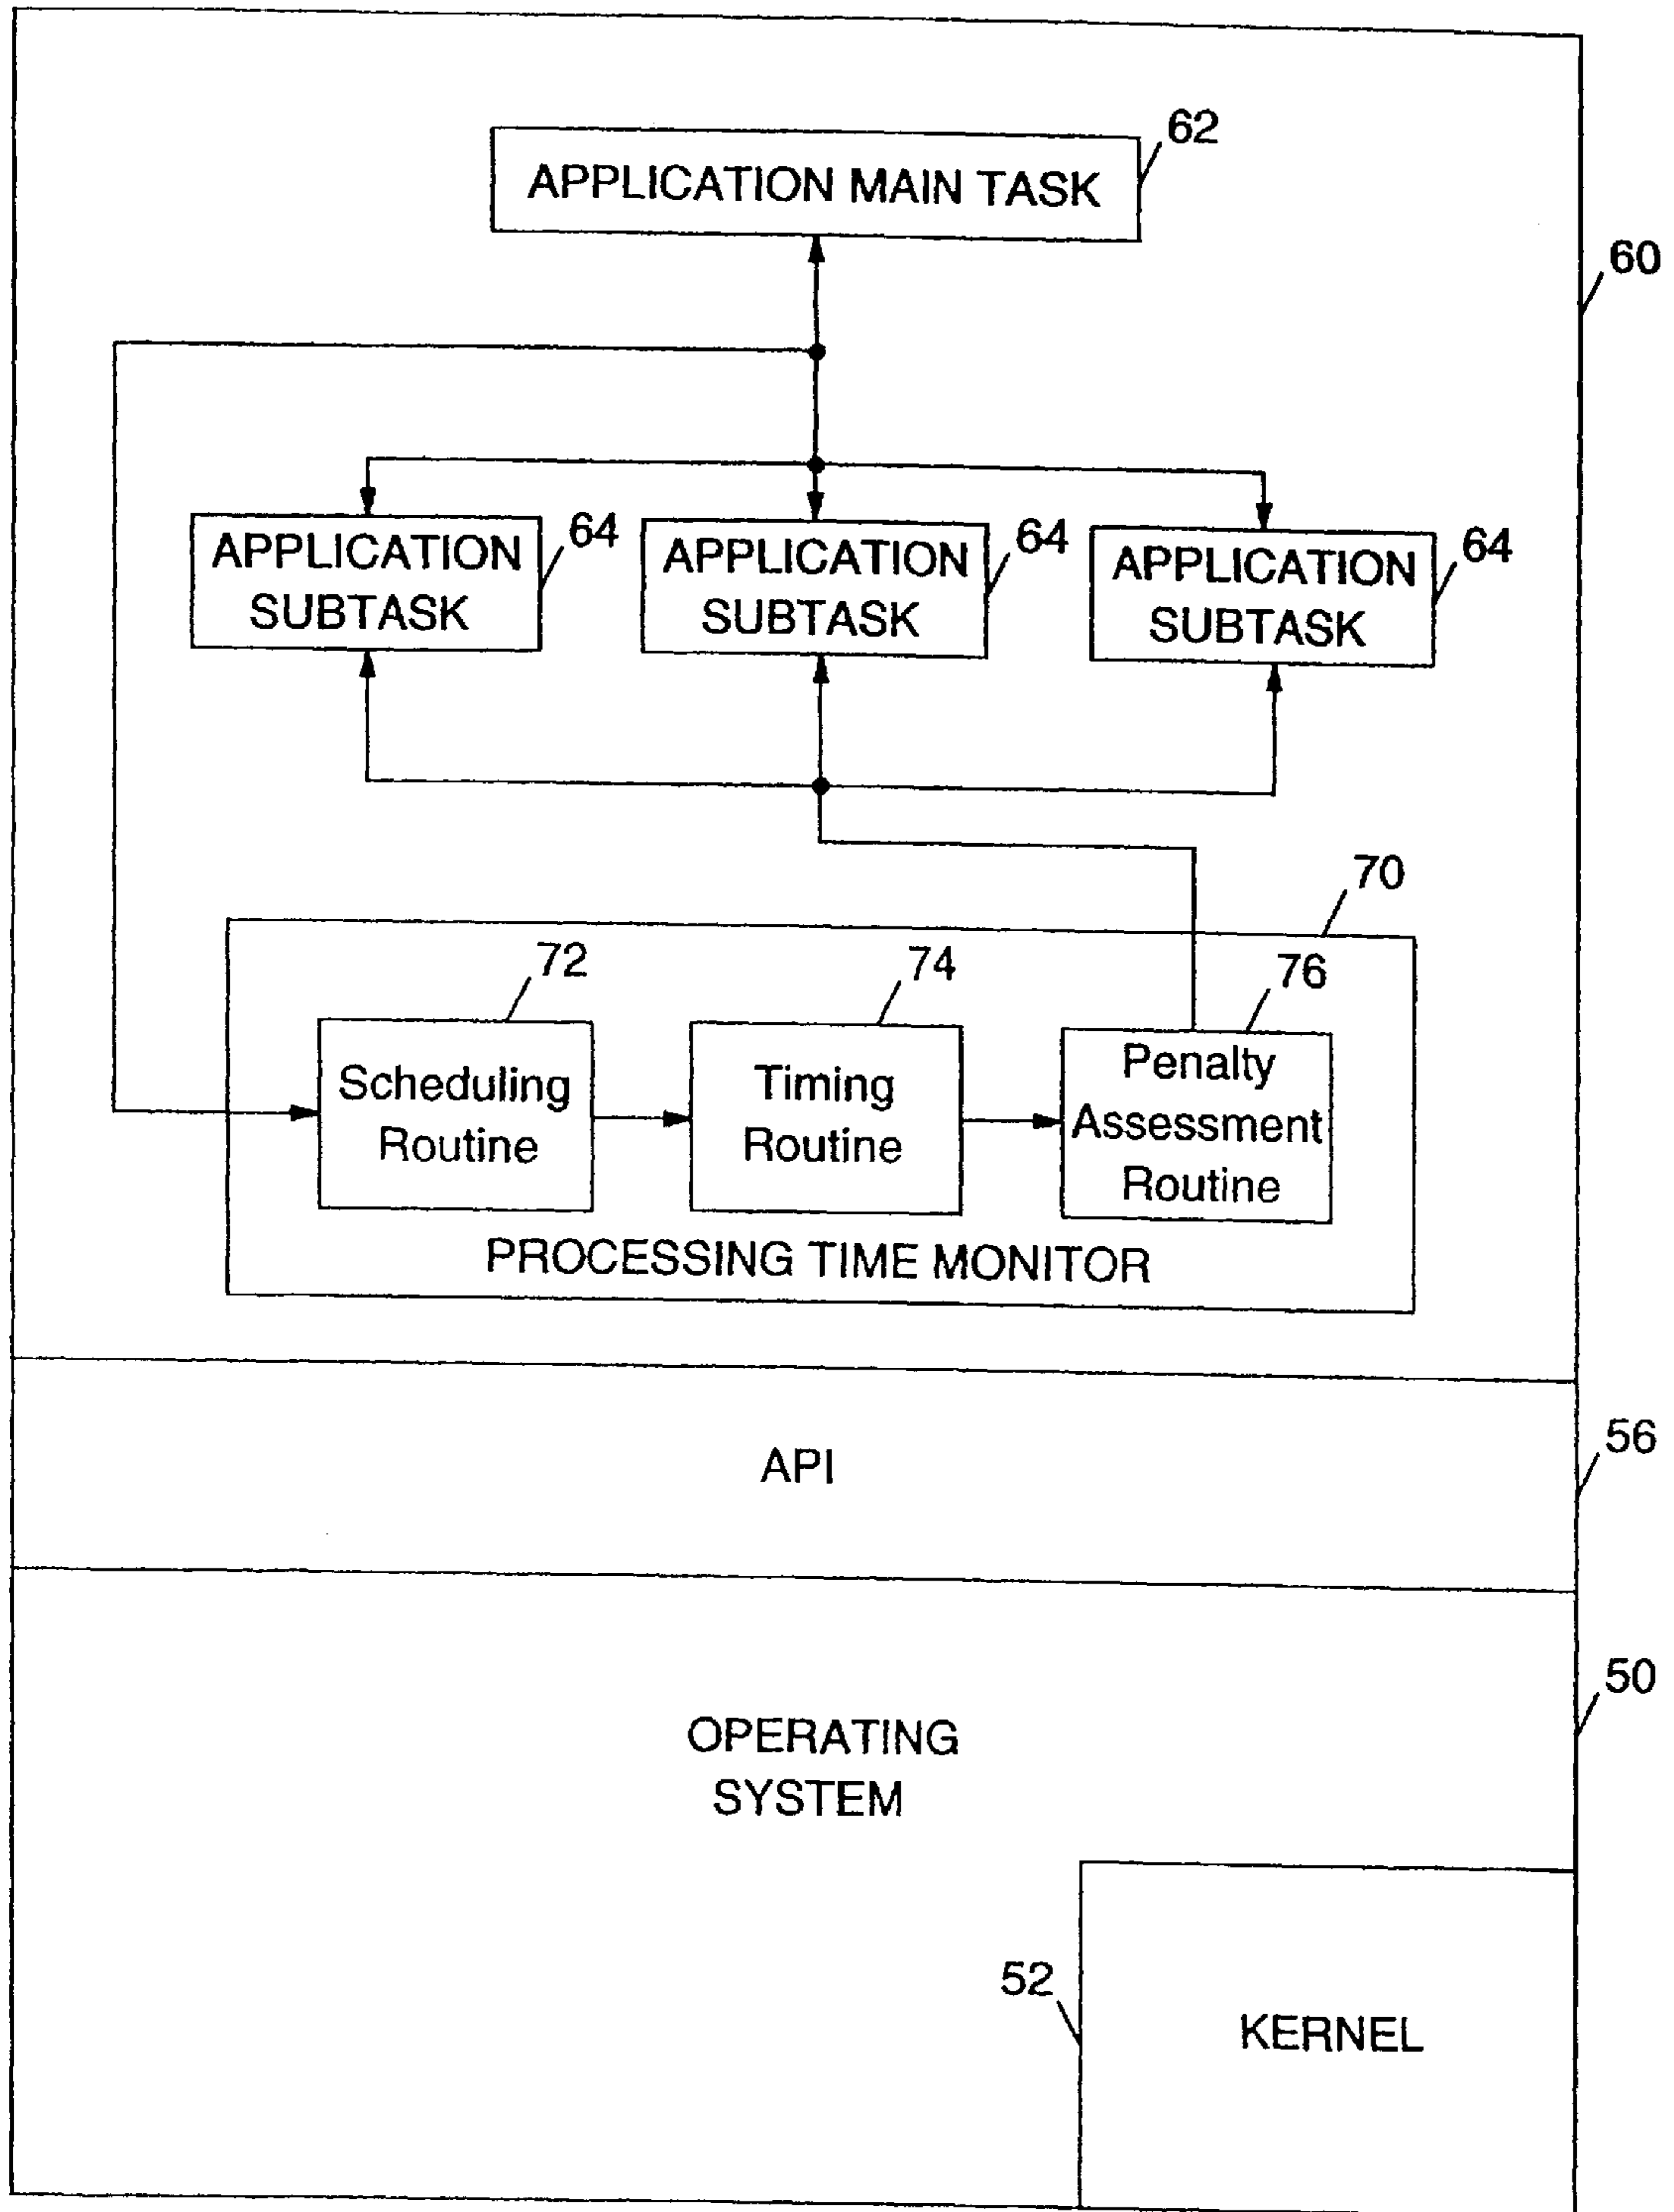 62
APPLICATION MAIN TASK
60
APPLICATION
SUBTASK
64
APPLICATION
SUBTASK
64
APPLICATION
SUBTASK
64
70
72
74
76
Scheduling
Routine
Timing
Routine
Penalty
Assessment
Routine
PROCESSING TIME MONITOR
API
56
50
OPERATING
SYSTEM
52
KERNEL